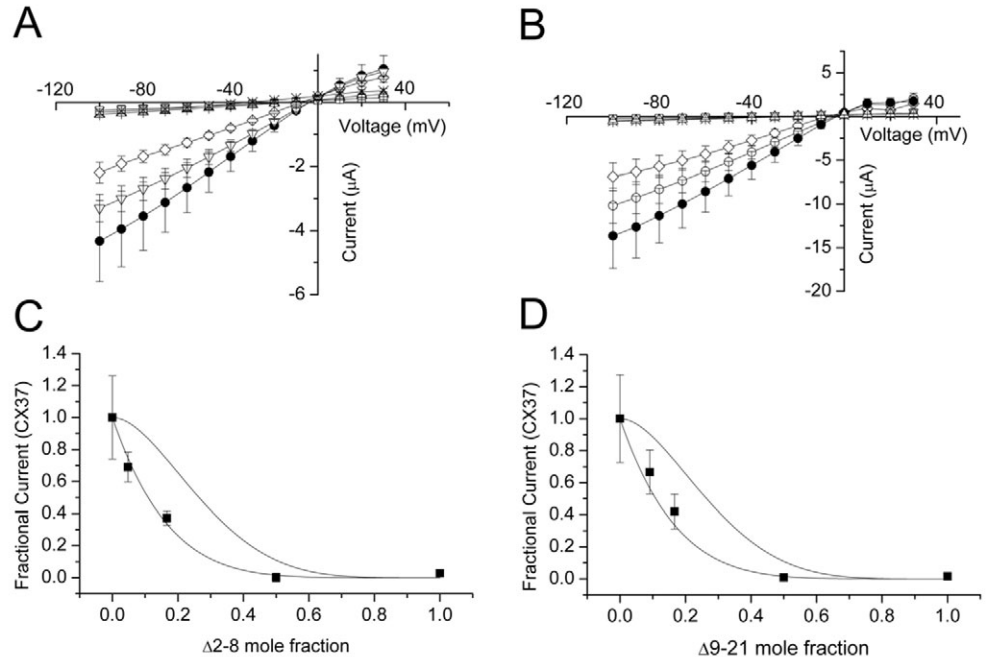 A
-120 -80 -40 40
Voltage (mV)
-2
-4
-6
Current (µA)
B
5
-120 -80 -40 40
Voltage (mV)
-5
-10
-15
-20
Current (µA)
C
1.4
1.2
1.0
0.8
0.6
0.4
0.2
0.0
Fractional Current (CX37)
0.0 0.2 0.4 0.6 0.8 1.0
Δ2-8 mole fraction
D
1.4
1.2
1.0
0.8
0.6
0.4
0.2
0.0
Fractional Current (CX37)
0.0 0.2 0.4 0.6 0.8 1.0
Δ9-21 mole fraction